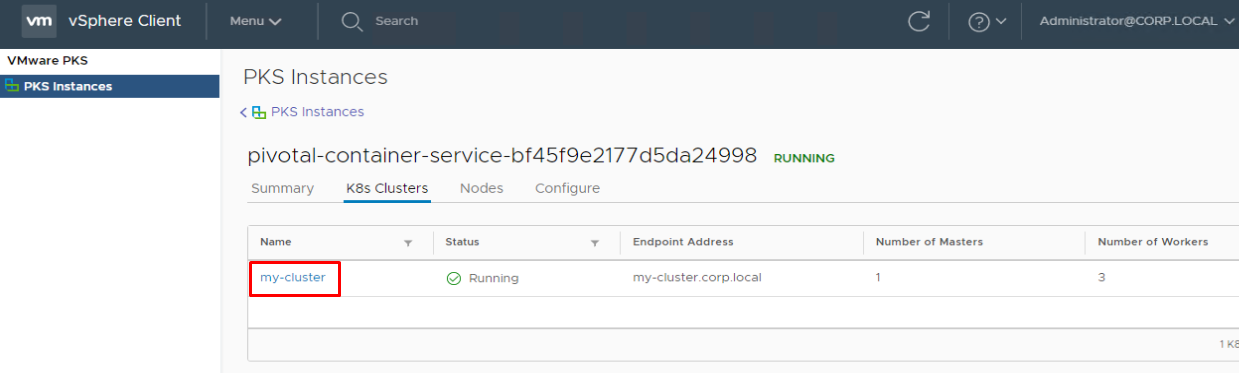 vm vSphere Client Menu Search Administrator@CORP.LOCAL
VMware PKS
PKS Instances
PKS Instances
PKS Instances
pivotal-container-service-bf45f9e2177d5da24998 RUNNING
Summary K8s Clusters Nodes Configure
Name Status Endpoint Address Number of Masters Number of Workers
my-cluster Running my-cluster.corp.local 1 3
1 K8